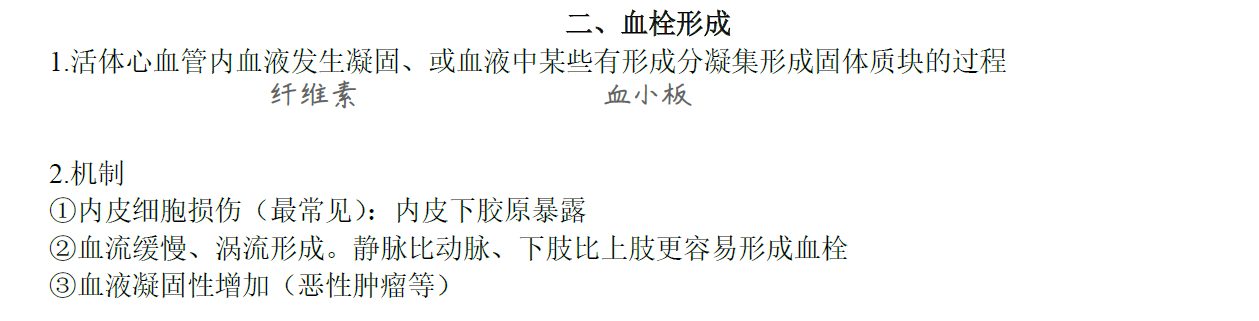 二、血栓形成
1.活体心血管内血液发生凝固、或血液中某些有形成分凝集形成固体质块的过程
纤维素 血小板
2.机制
①内皮细胞损伤（最常见）：内皮下胶原暴露
②血流缓慢、涡流形成。静脉比动脉、下肢比上肢更容易形成血栓
③血液凝固性增加（恶性肿瘤等）